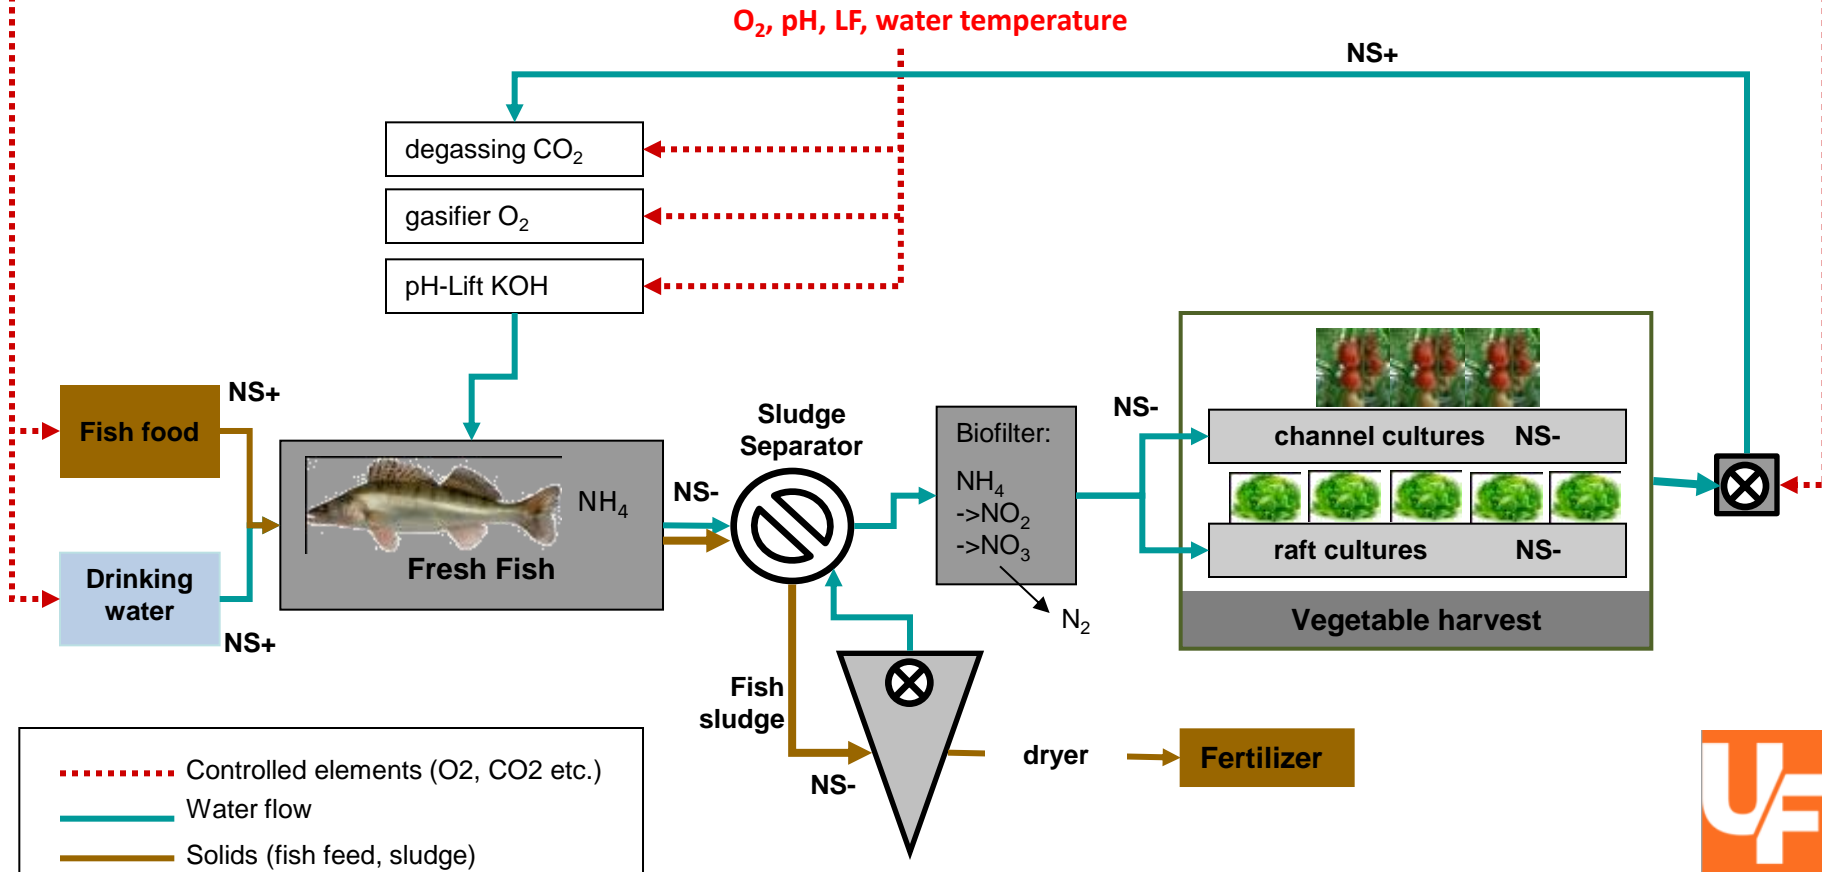 O₂, pH, LF, water temperature
NS+
degassing CO₂
gasifier O₂
pH-Lift KOH
NS+
Fish food
Drinking
water
NS+
NH₄
Fresh Fish
NS-
Sludge
Separator
Biofilter:
NH₄
->NO₂
->NO₃
N₂
NS-
channel cultures NS-
raft cultures NS-
Vegetable harvest
Fish
sludge
NS-
dryer
Fertilizer
Controlled elements (O2, CO2 etc.)
Water flow
Solids (fish feed, sludge)
UF